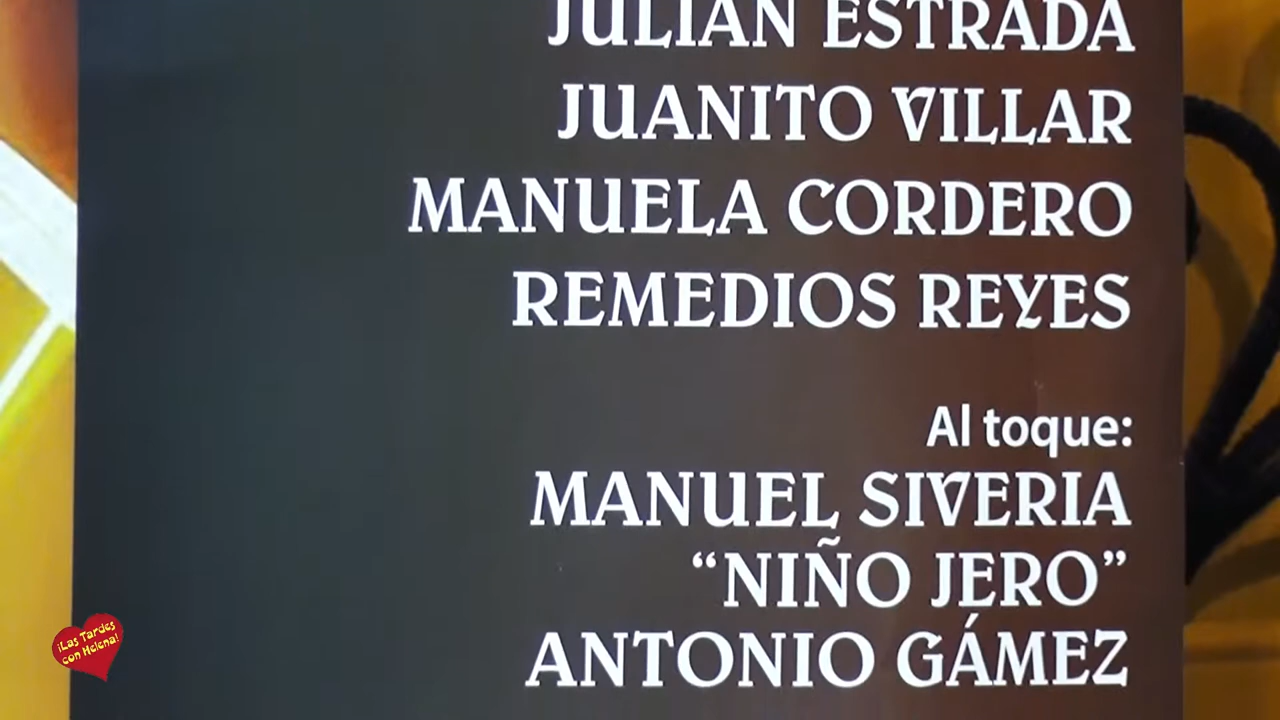 JULIÁN ESTRADA
JUANITO VILLAR
MANUELA CORDERO
REMEDIOS REYES
Al toque:
MANUEL SIVERIA
“NIÑO JERO”
ANTONIO GÁMEZ
¡Las Tardes
con Helena!